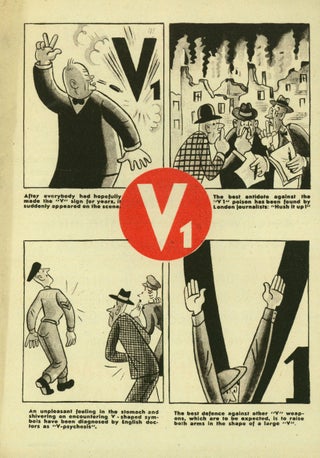 V1
After everybody had hopefully
made the "V" sign for years, it
suddenly appeared on the scene.
The best antidote against the
"V 1" poison has been found by
London journalists: "Hush it up!"
V1
An unpleasant feeling in the stomach and
shivering on encountering V-shaped sym-
bols have been diagnosed by English doc-
tors as "V-psychosis".
V 1
The best defence against other "V" weap-
ons, which are to be expected, is to raise
both arms in the shape of a large "V".